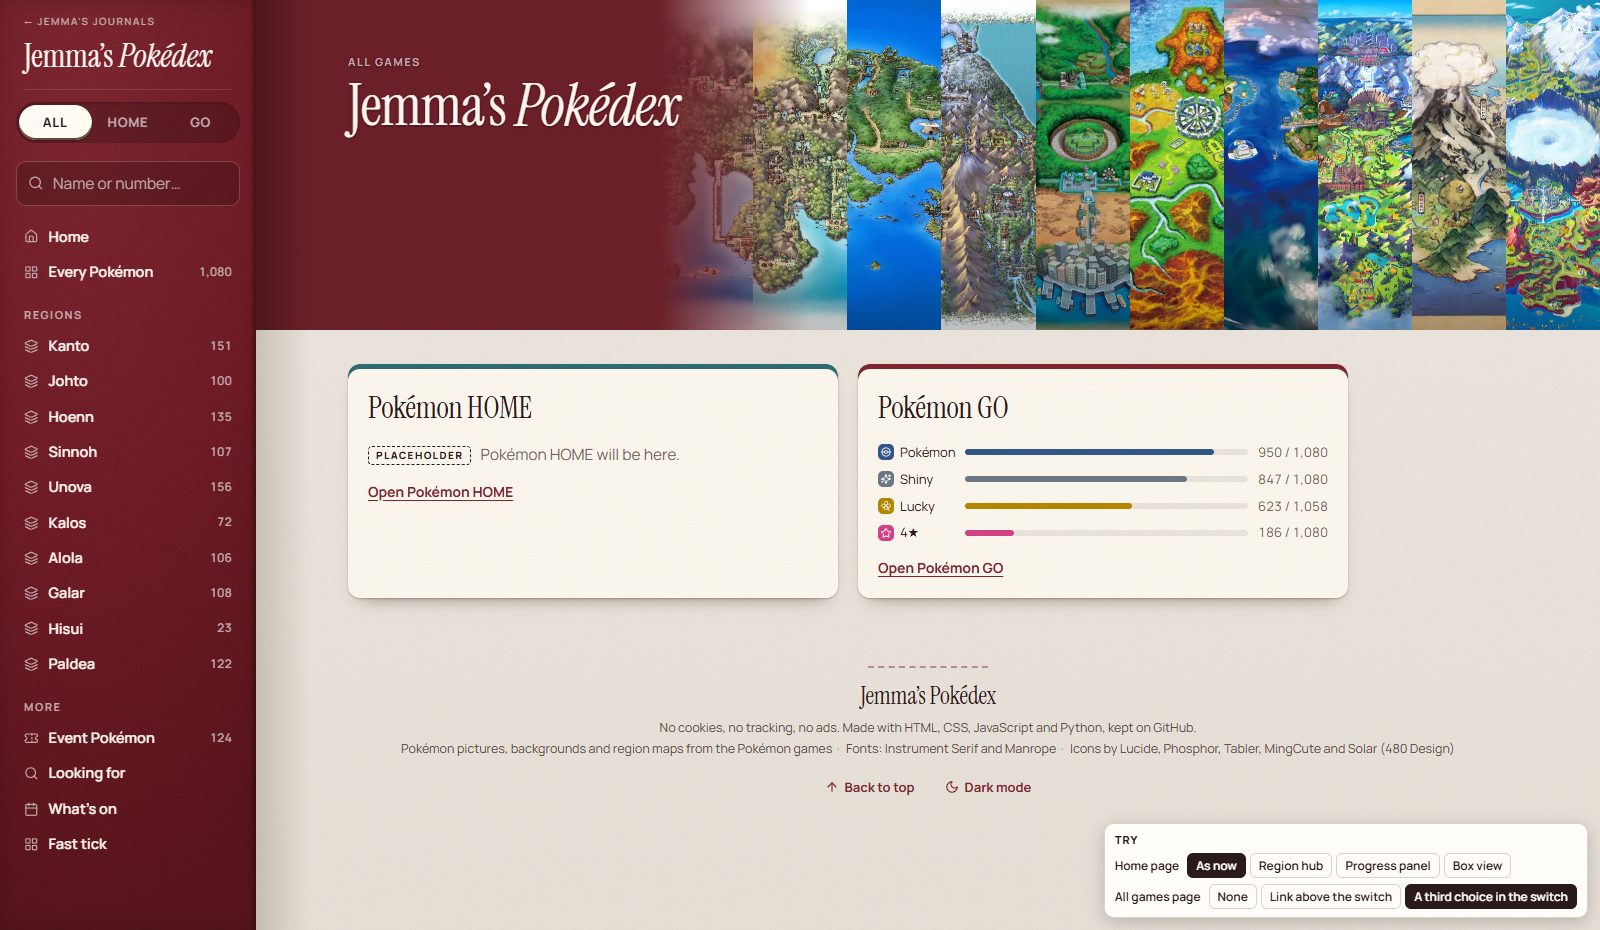 ← JEMMA'S JOURNALS
Jemma's Pokédex
ALL HOME GO
Name or number...
Home
Every Pokémon 1,080
REGIONS
Kanto 151
Johto 100
Hoenn 135
Sinnoh 107
Unova 156
Kalos 72
Alola 106
Galar 108
Hisui 23
Paldea 122
MORE
Event Pokémon 124
Looking for
What's on
Fast tick
ALL GAMES
Jemma's Pokédex
Pokémon HOME
PLACEHOLDER Pokémon HOME will be here.
Open Pokémon HOME
Pokémon GO
Pokémon 950 / 1,080
Shiny 847 / 1,080
Lucky 623 / 1,058
4★ 186 / 1,080
Open Pokémon GO
Jemma's Pokédex
No cookies, no tracking, no ads. Made with HTML, CSS, JavaScript and Python, kept on GitHub.
Pokémon pictures, backgrounds and region maps from the Pokémon games · Fonts: Instrument Serif and Manrope · Icons by Lucide, Phosphor, Tabler, MingCute and Solar (480 Design)
↑ Back to top Dark mode
TRY
Home page As now Region hub Progress panel Box view
All games page None Link above the switch A third choice in the switch